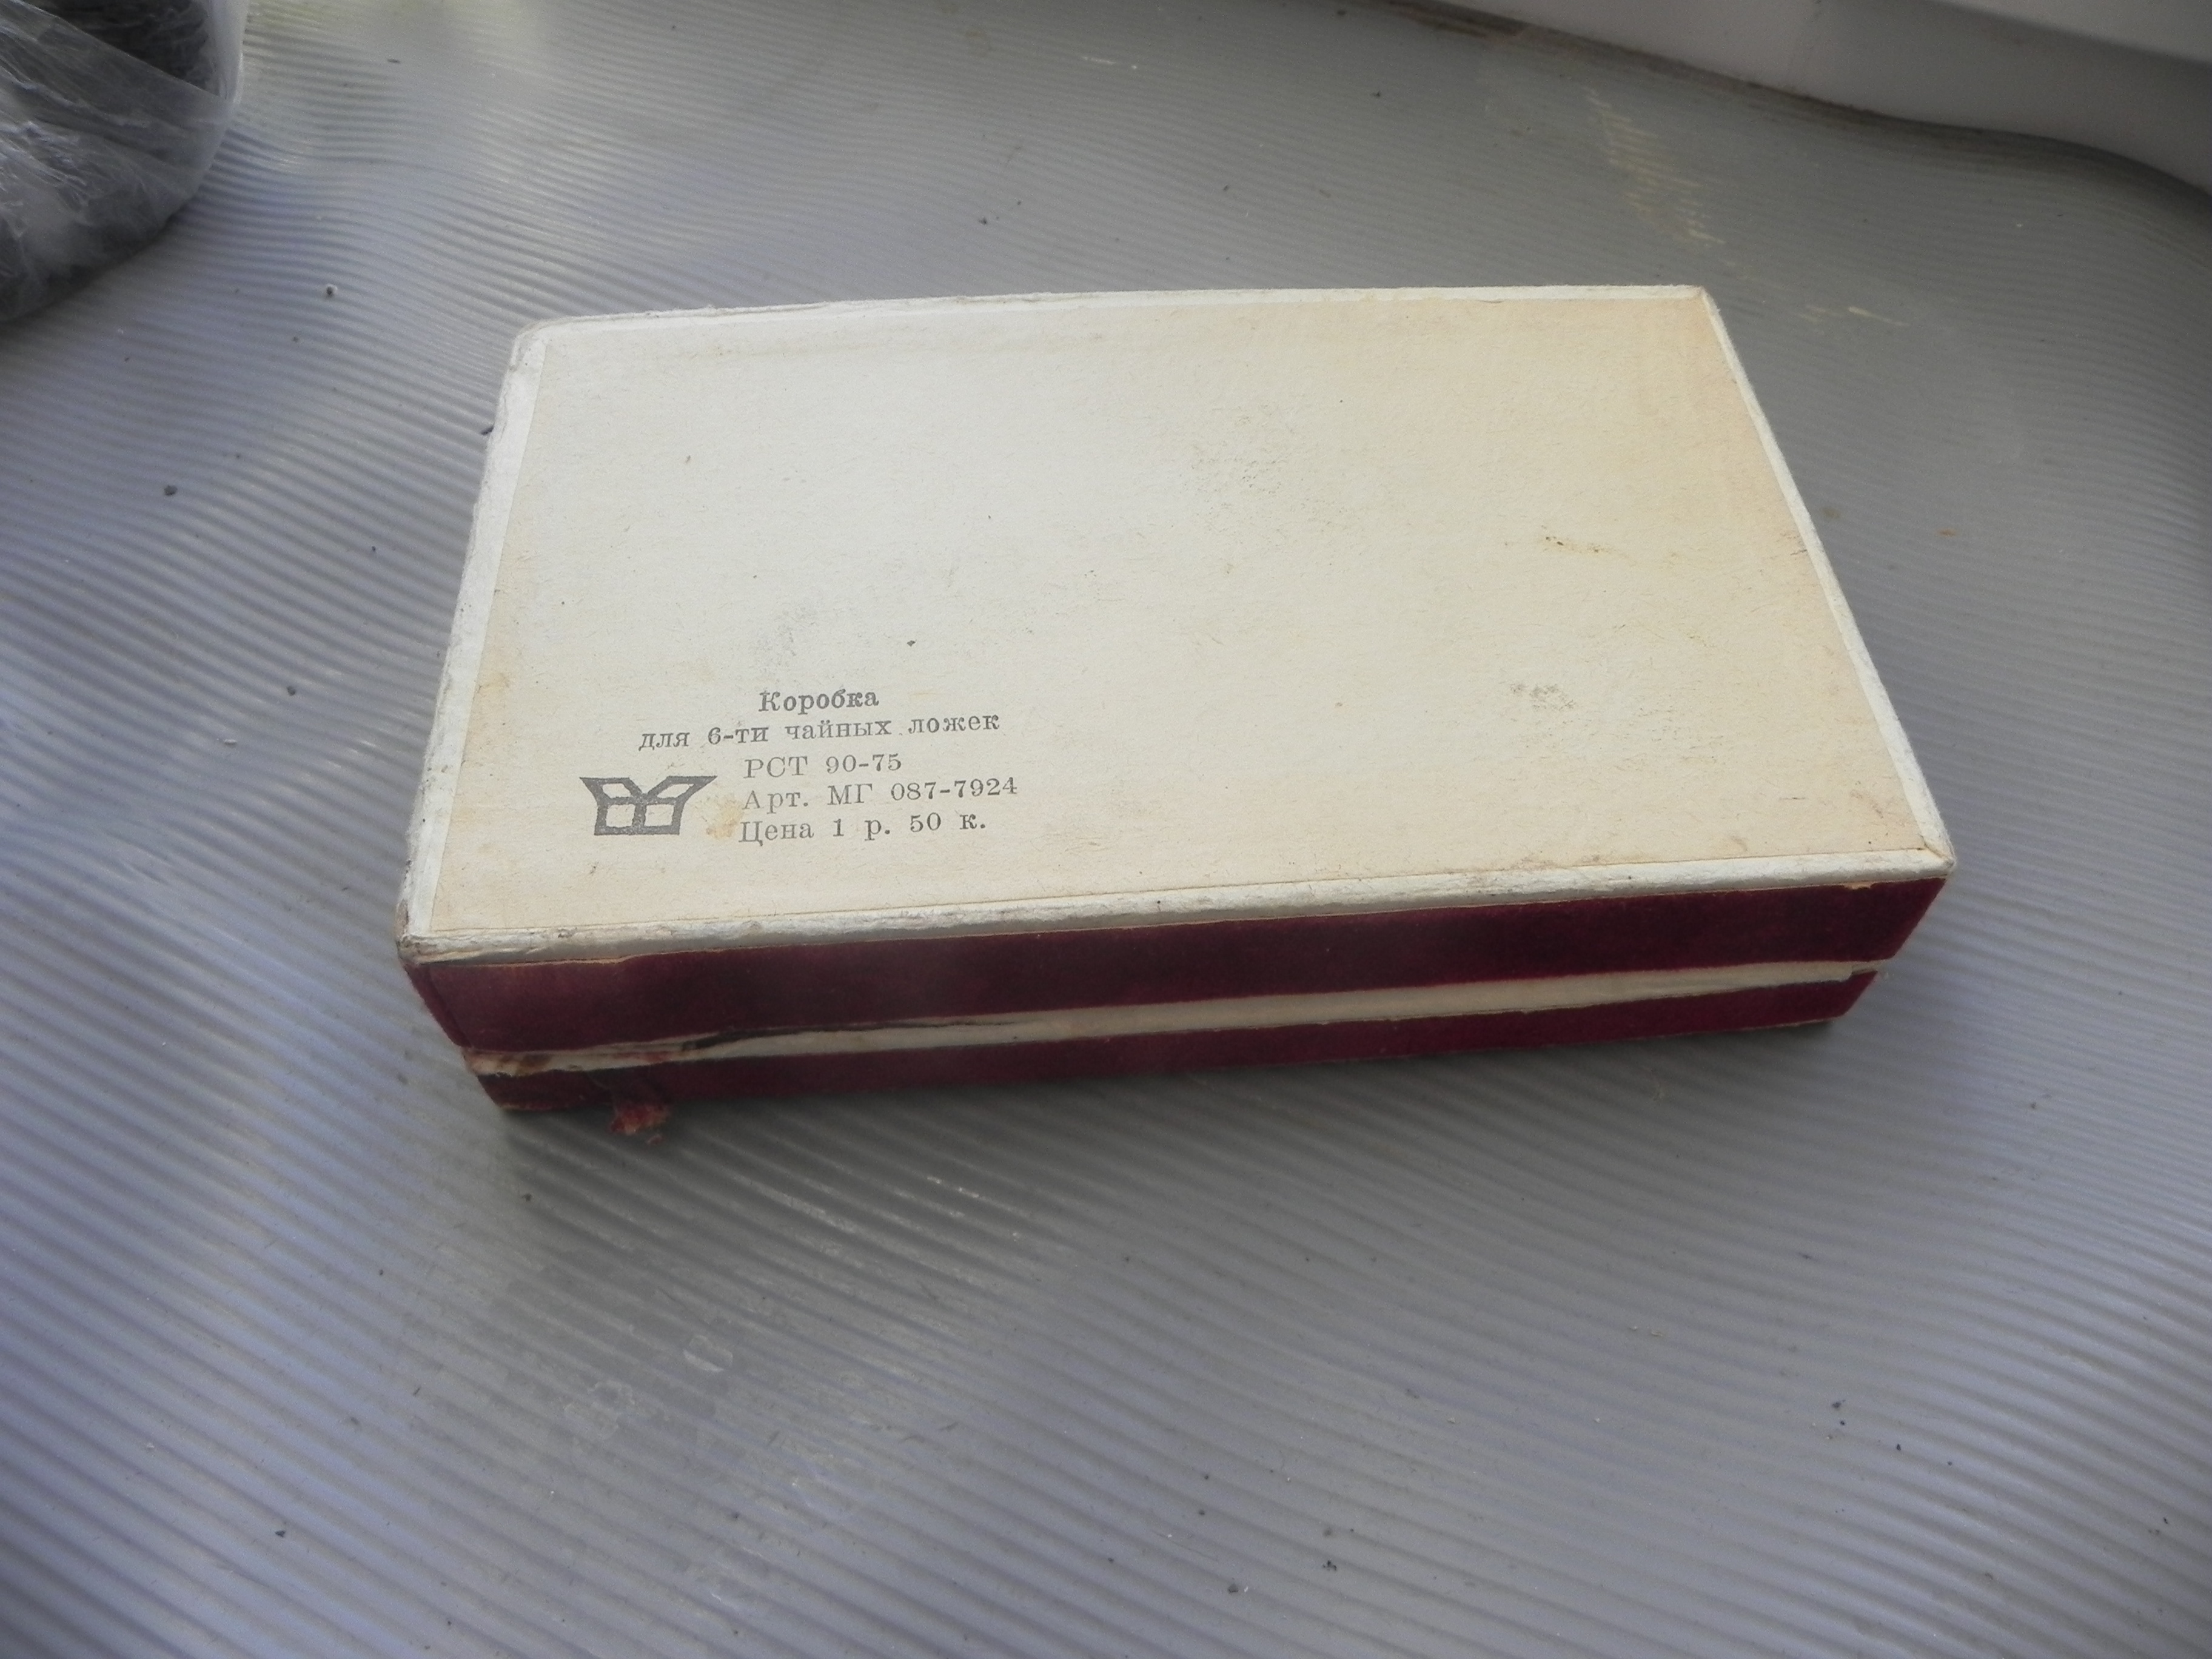 Коробка
для 6-ти чайных ложек
РСТ 90-75
Арт. МГ 087-7924
Цена 1 р. 50 к.